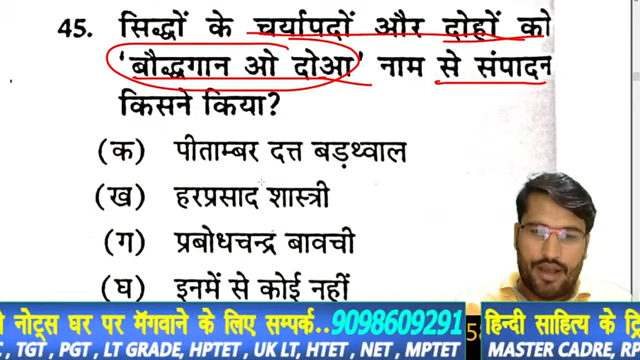 45. सिद्धों के चर्यापदों और दोहों को
'बौद्धगान ओ दोआ' नाम से संपादन
किसने किया?
(क) पीताम्बर दत्त बड़थ्वाल
(ख) हरप्रसाद शास्त्री
(ग) प्रबोधचन्द्र बावची
(घ) इनमें से कोई नहीं
नोट्स घर पर मॅगवाने के लिए सम्पर्क..9098609291
हिन्दी साहित्य के
, TGT , PGT , LT GRADE, HPTET , UK LT, HTET , NET , MPTET
MASTER CADRE,